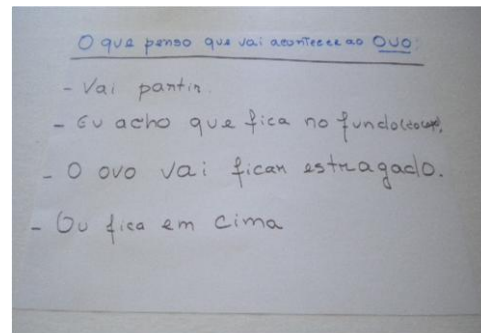 O que penso que vai acontecer ao OVO:
- Vai partir.
- Eu acho que fica no fundo
- O ovo vai ficar estragado.
- Ou fica em cima